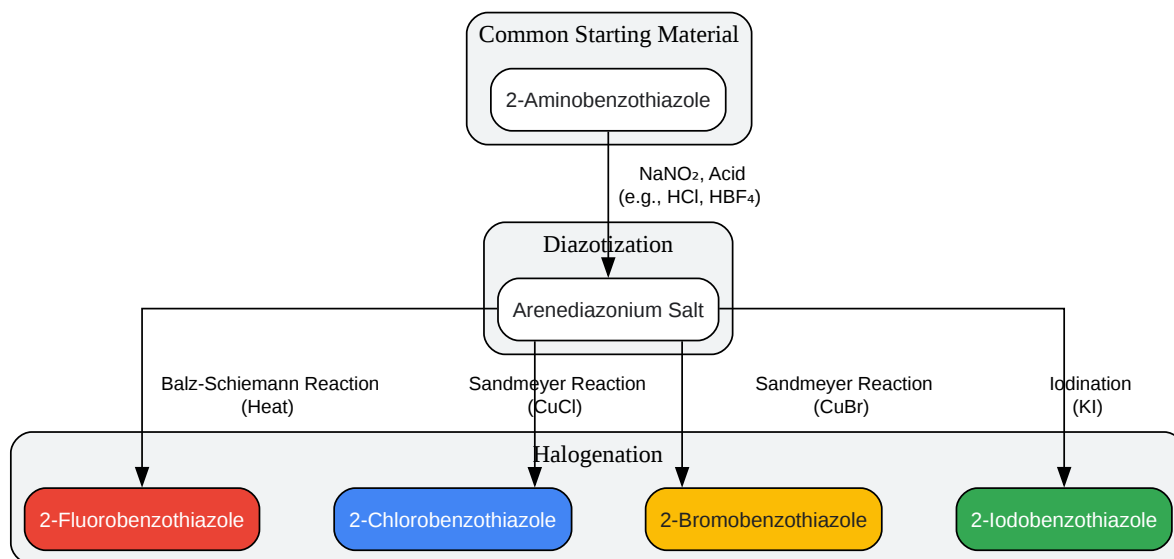 Common Starting Material
2-Aminobenzothiazole
NaNO₂, Acid
(e.g., HCl, HBF₄)
Diazotization
Arenediazonium Salt
Balz-Schiemann Reaction
(Heat)
Sandmeyer Reaction
(CuCl)
Sandmeyer Reaction
(CuBr)
Iodination
(KI)
Halogenation
2-Fluorobenzothiazole
2-Chlorobenzothiazole
2-Bromobenzothiazole
2-Iodobenzothiazole